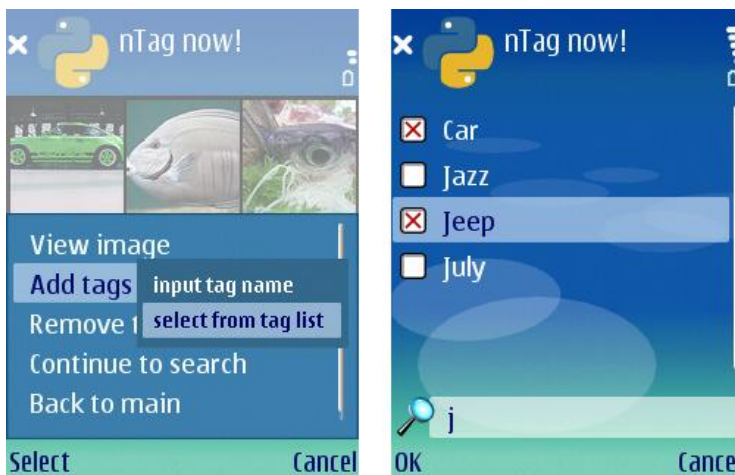 nTag now!
View image
Add tags
input tag name
select from tag list
Remove t
Continue to search
Back to main
Select Cancel
nTag now!
Car
Jazz
Jeep
July
j
OK Cance